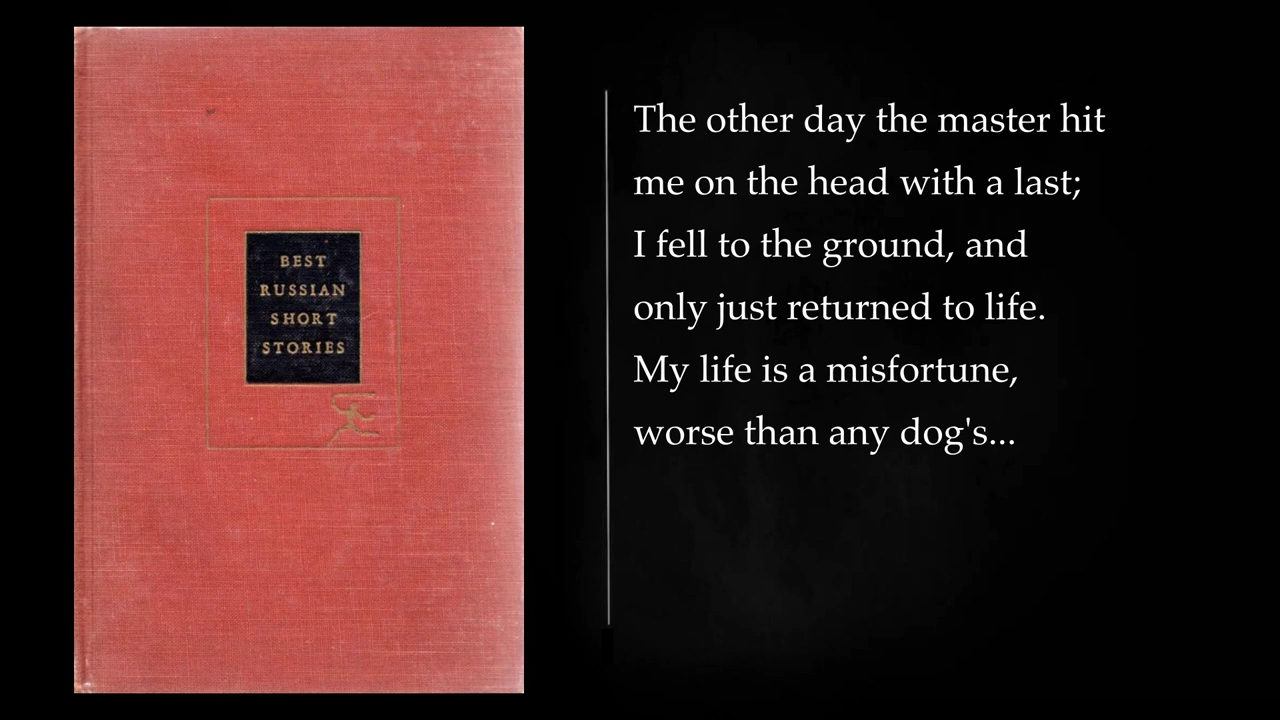 BEST
RUSSIAN
SHORT
STORIES
The other day the master hit
me on the head with a last;
I fell to the ground, and
only just returned to life.
My life is a misfortune,
worse than any dog's...